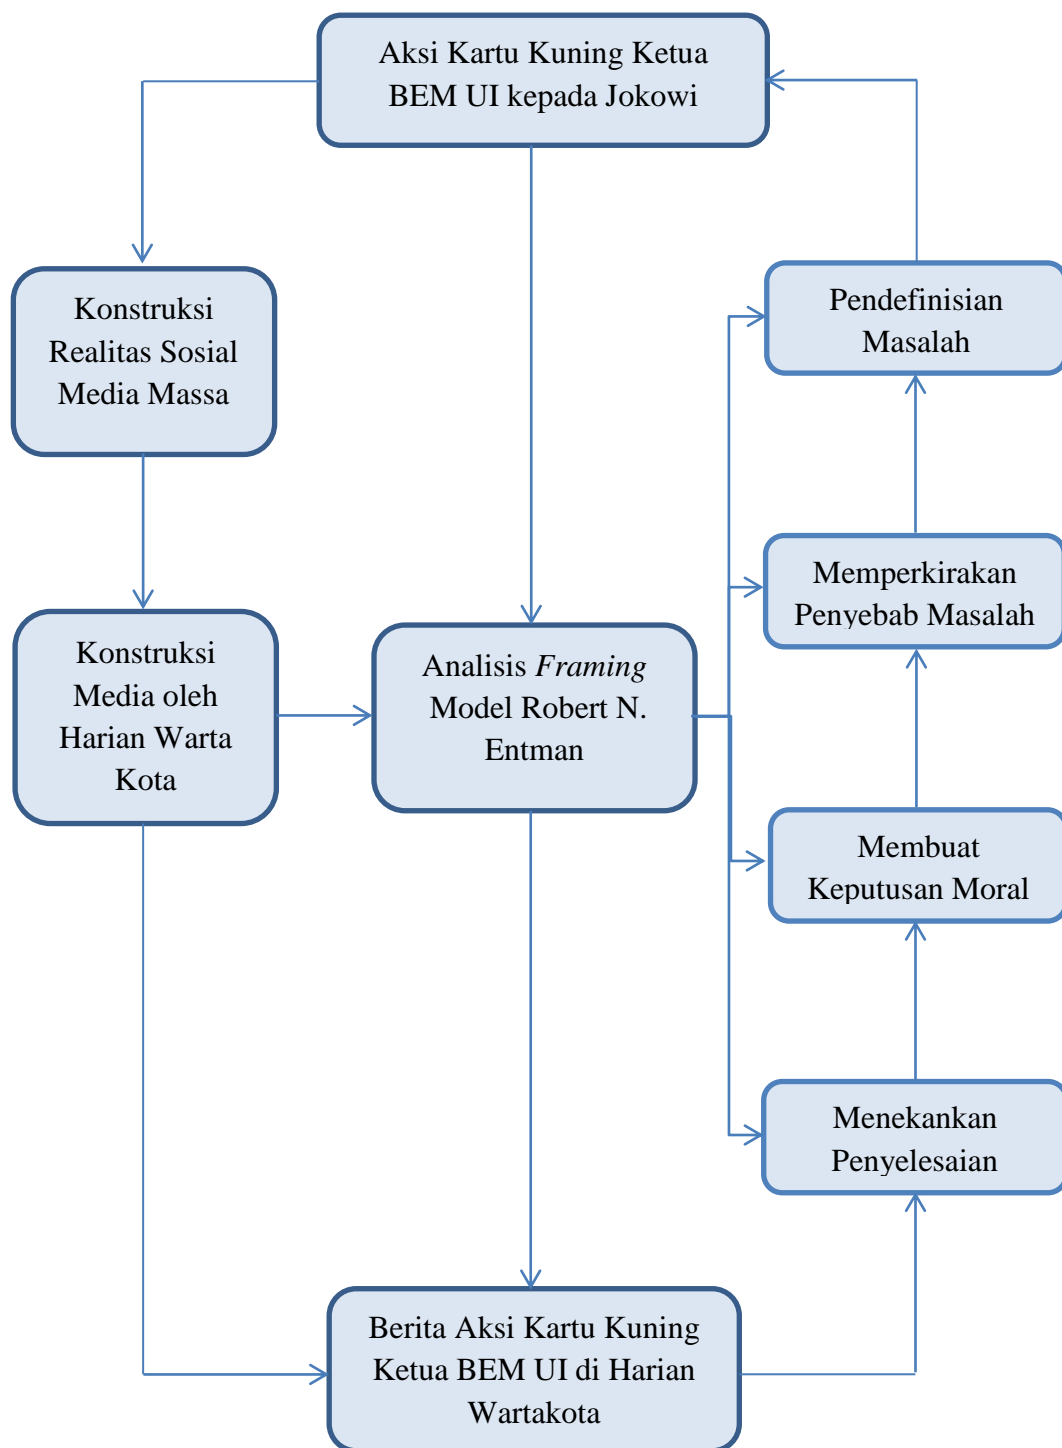 Aksi Kartu Kuning Ketua
BEM UI kepada Jokowi
Konstruksi
Realitas Sosial
Media Massa
Pendefinisian
Masalah
Memperkirakan
Penyebab Masalah
Konstruksi
Media oleh
Harian Warta
Kota
Analisis Framing
Model Robert N.
Entman
Membuat
Keputusan Moral
Menekankan
Penyelesaian
Berita Aksi Kartu Kuning
Ketua BEM UI di Harian
Wartakota